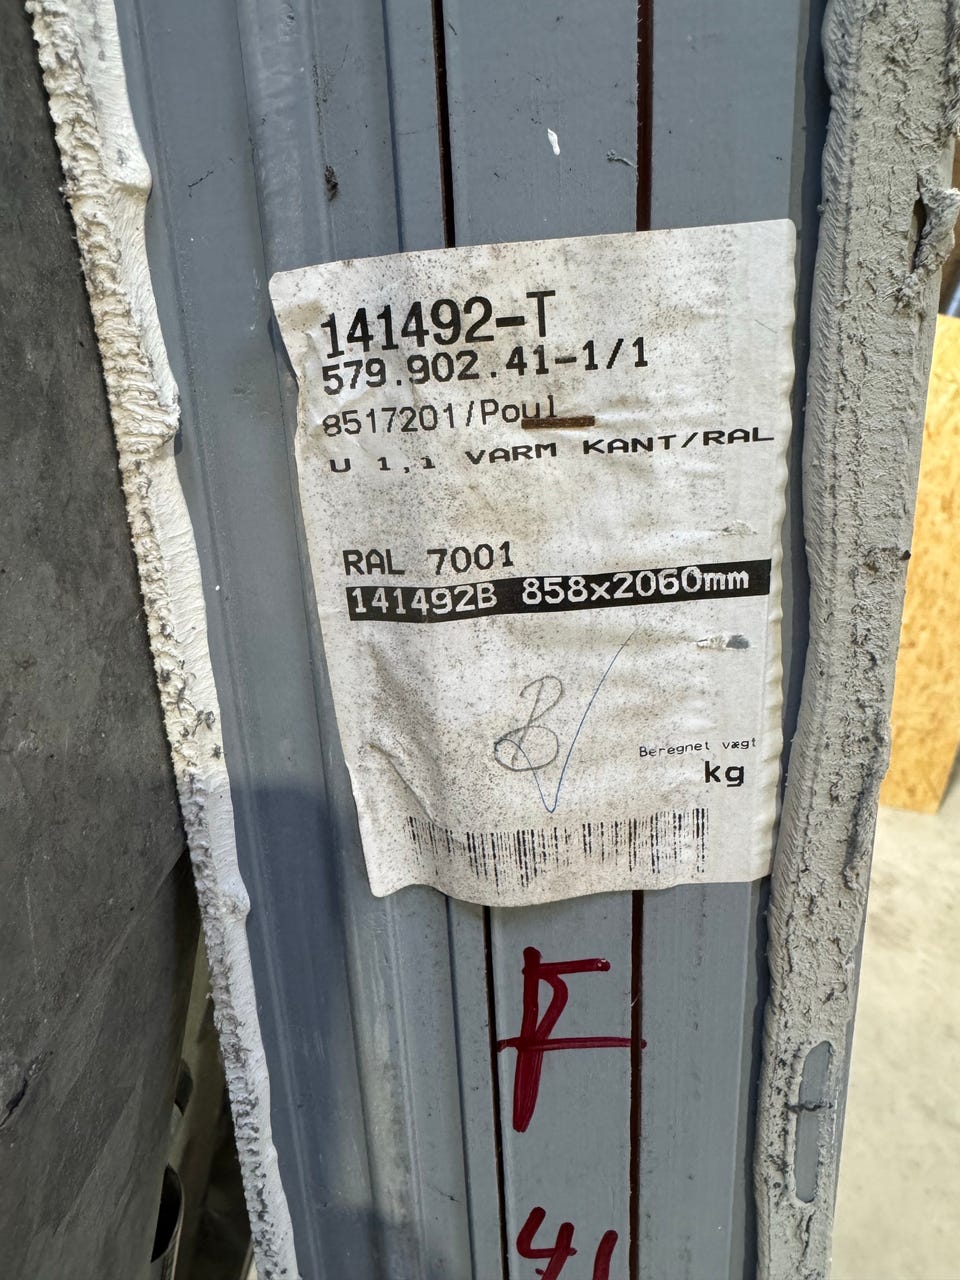 141492-T
579.902.41-1/1
8517201/Poul
U 1,1 VARM KANT/RAL
RAL 7001
141492B 858x2060mm
B
Beregnet vægt
kg
41